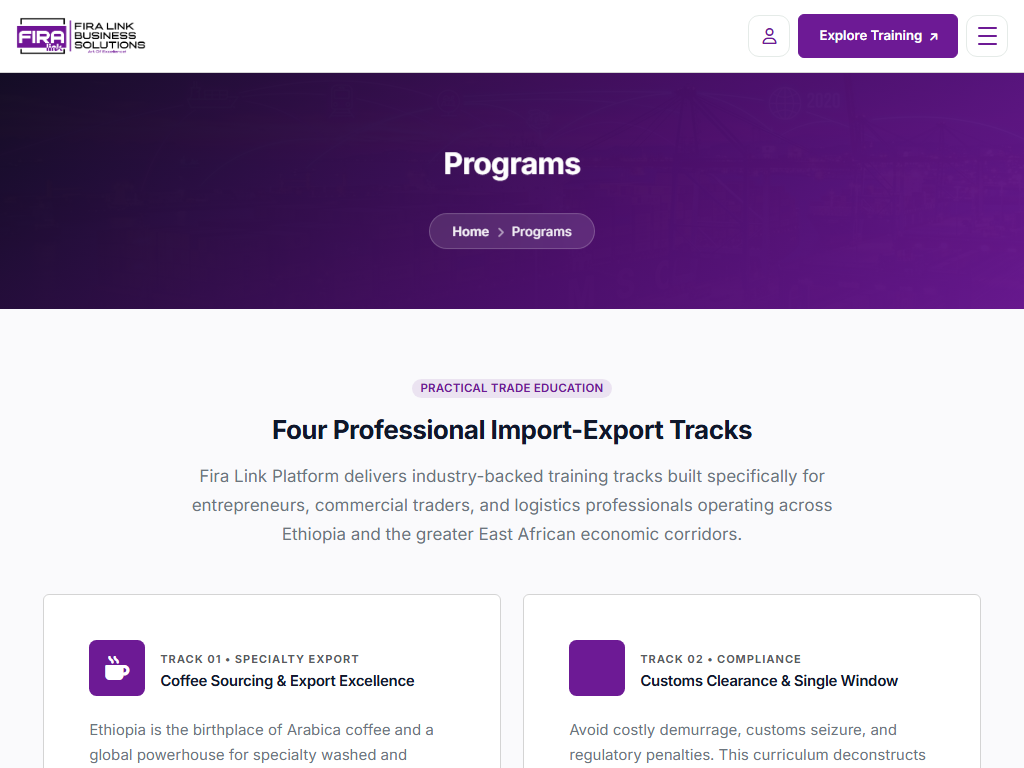 FIRA
FIRA LINK
BUSINESS
SOLUTIONS
Explore Training
Programs
Home Programs
PRACTICAL TRADE EDUCATION
Four Professional Import-Export Tracks
Fira Link Platform delivers industry-backed training tracks built specifically for
entrepreneurs, commercial traders, and logistics professionals operating across
Ethiopia and the greater East African economic corridors.
TRACK 01 • SPECIALTY EXPORT
Coffee Sourcing & Export Excellence
Ethiopia is the birthplace of Arabica coffee and a
global powerhouse for specialty washed and
TRACK 02 • COMPLIANCE
Customs Clearance & Single Window
Avoid costly demurrage, customs seizure, and
regulatory penalties. This curriculum deconstructs